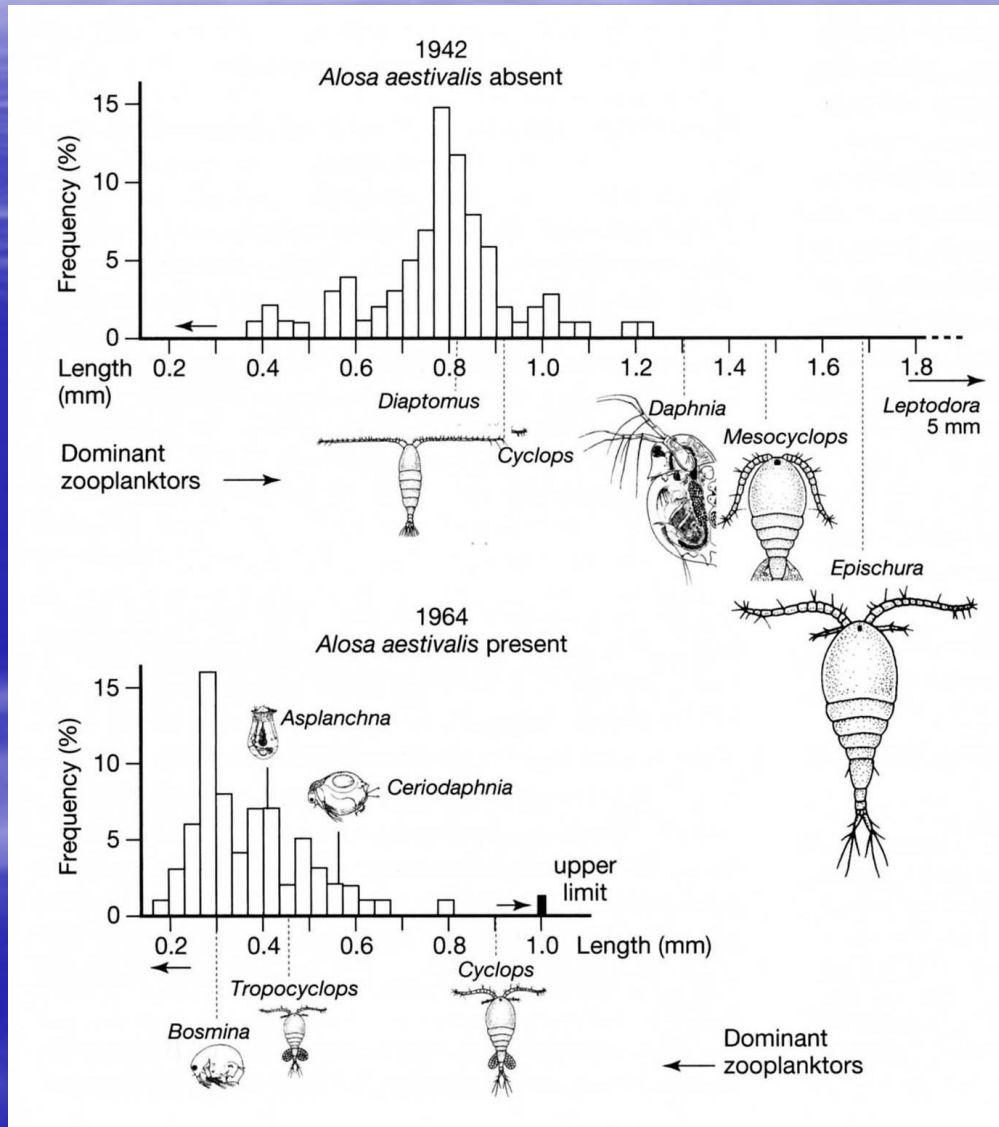 1942
Alosa aestivalis absent
Frequency (%)
15
10
5
0
Length
(mm)
0.2
0.4
0.6
0.8
1.0
1.2
1.4
1.6
1.8
Diaptomus
Cyclops
Daphnia
Mesocyclops
Leptodora
5 mm
Dominant
zooplanktors
Epischura
1964
Alosa aestivalis present
Frequency (%)
15
10
5
0
Asplanchna
Ceriodaphnia
upper
limit
0.2
0.4
0.6
0.8
1.0
Length (mm)
Tropocyclops
Cyclops
Bosmina
Dominant
zooplanktors